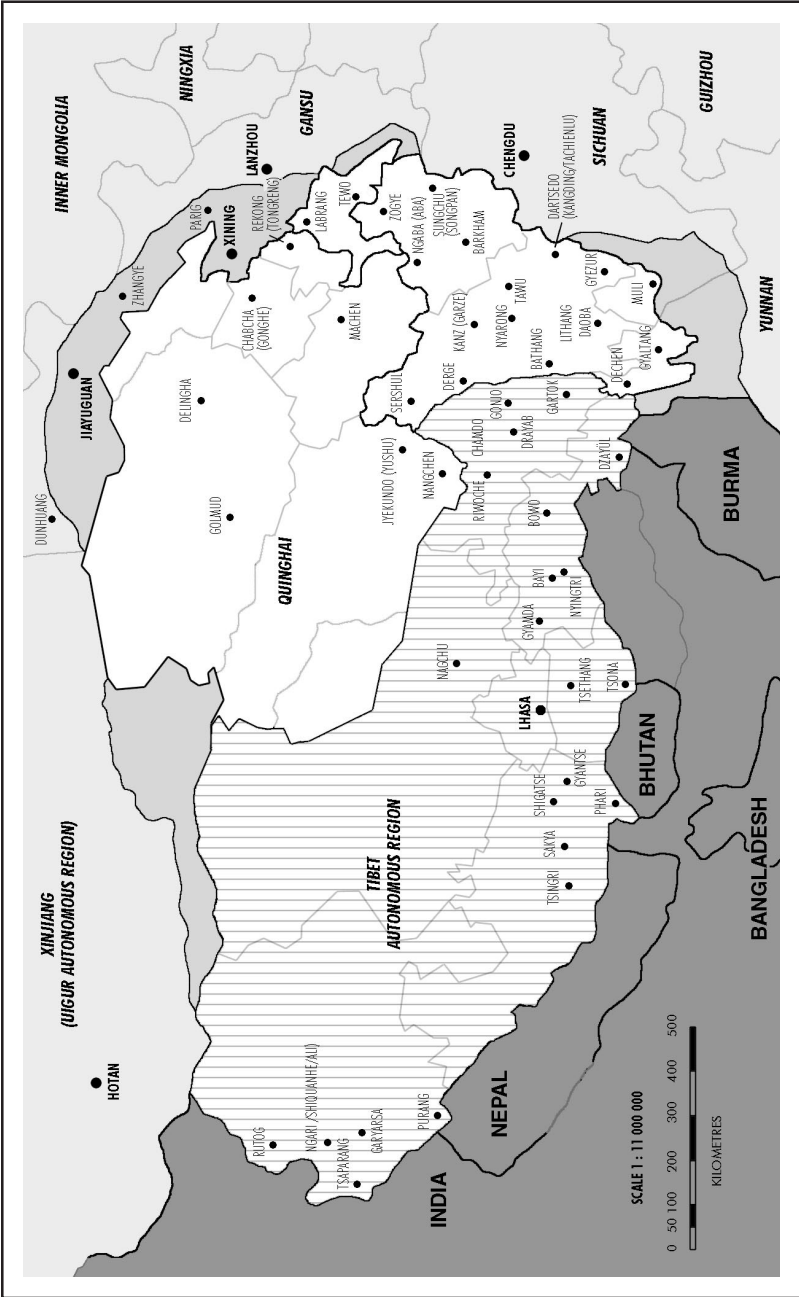 INNER MONGOLIA
NINGXIA
XINJIANG
(UIGUR AUTONOMOUS REGION)
HOTAN
DUNHUANG
JIAYUGUAN
ZHANGYE
PARIG
XINING
LANZHOU
GANSU
REKONG
(TONGRENG)
LABRANG
TEWO
CHABCHA
(GONGHE)
DELINGHA
GOLMUD
QUINGHAI
MACHEN
ZOGYE
NGABA (ABA)
SUNGCHU
(SONGPAN)
BARKHAM
CHENGDU
SICHUAN
GUIZHOU
DARTSEDO
(KANGDING/TACHIENLU)
SERSHUL
JYEKUNDO (YUSHU)
NANGCHEN
DERGE
KANZ (GARZE)
NYARONG
TAWU
GYEZUR
MULI
LITHANG
DAOBA
BATHANG
DECHEN
GYALTANG
YUNNAN
RIWOCHE
CHAMDO
DRAYAB
GONJO
GARTOK
DZAYÜL
BOWO
BAYI
NYINGTRI
GYAMDA
NAGCHU
LHASA
TSETHANG
TSONA
TIBET
AUTONOMOUS REGION
SHIGATSE
GYANTSE
PHARI
SAKYA
TSINGRI
RUTOG
NGARI /SHIQUANHE/ALI)
TSAPARANG
GARYARSA
PURANG
INDIA
NEPAL
BHUTAN
BANGLADESH
BURMA
SCALE 1 : 11 000 000
0 50 100 200 300 400 500
KILOMETRES